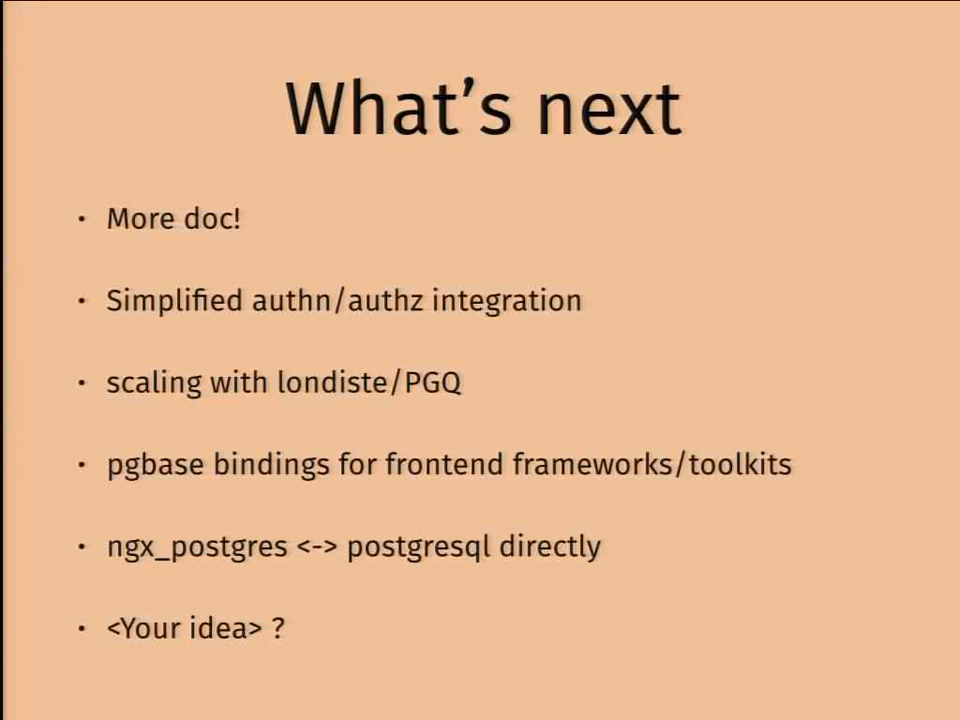 What’s next
• More doc!
• Simplified authn/authz integration
• scaling with londiste/PGQ
• pgbase bindings for frontend frameworks/toolkits
• ngx_postgres <-> postgresql directly
• <Your idea> ?